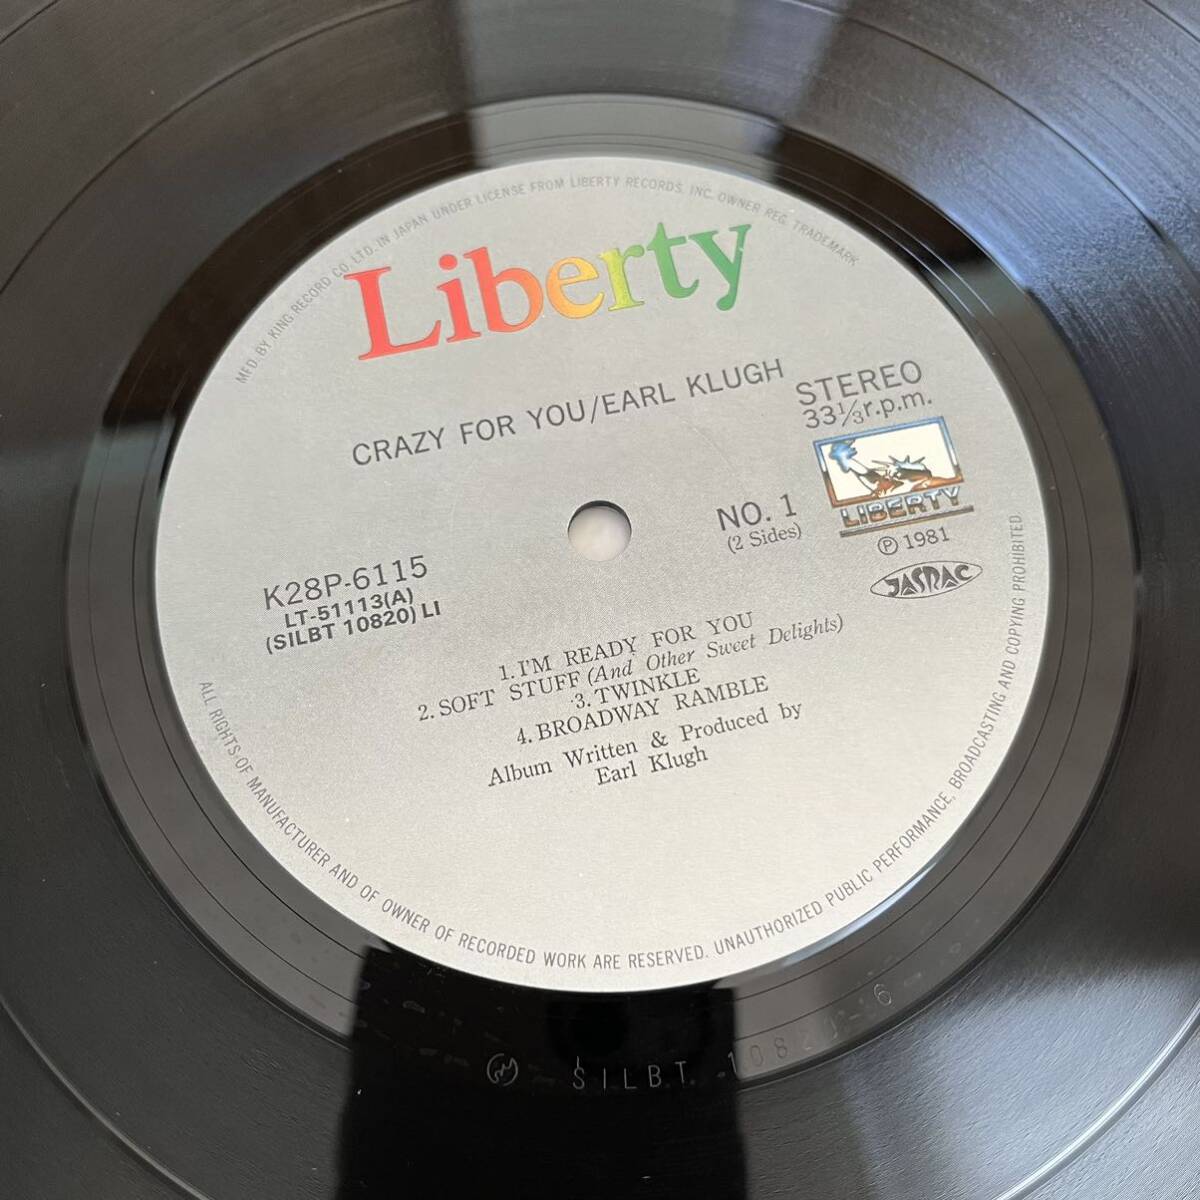 MFD. BY KING RECORD CO. LTD. IN JAPAN UNDER LICENSE FROM LIBERTY RECORDS, INC. OWNER REG. TRADEMARK
Liberty
CRAZY FOR YOU/EARL KLUGH
STEREO
33⅓r.p.m.
LIBERTY
℗ 1981
JASRAC
NO. 1
(2 Sides)
K28P-6115
LT-51113(A)
(SILBT 10820) LI
1. I'M READY FOR YOU
2. SOFT STUFF (And Other Sweet Delights)
3. TWINKLE
4. BROADWAY RAMBLE
Album Written & Produced by
Earl Klugh
ALL RIGHTS OF MANUFACTURER AND OF OWNER OF RECORDED WORK ARE RESERVED. UNAUTHORIZED PUBLIC PERFORMANCE, BROADCASTING AND COPYING PROHIBITED.
SILBT 10820 6